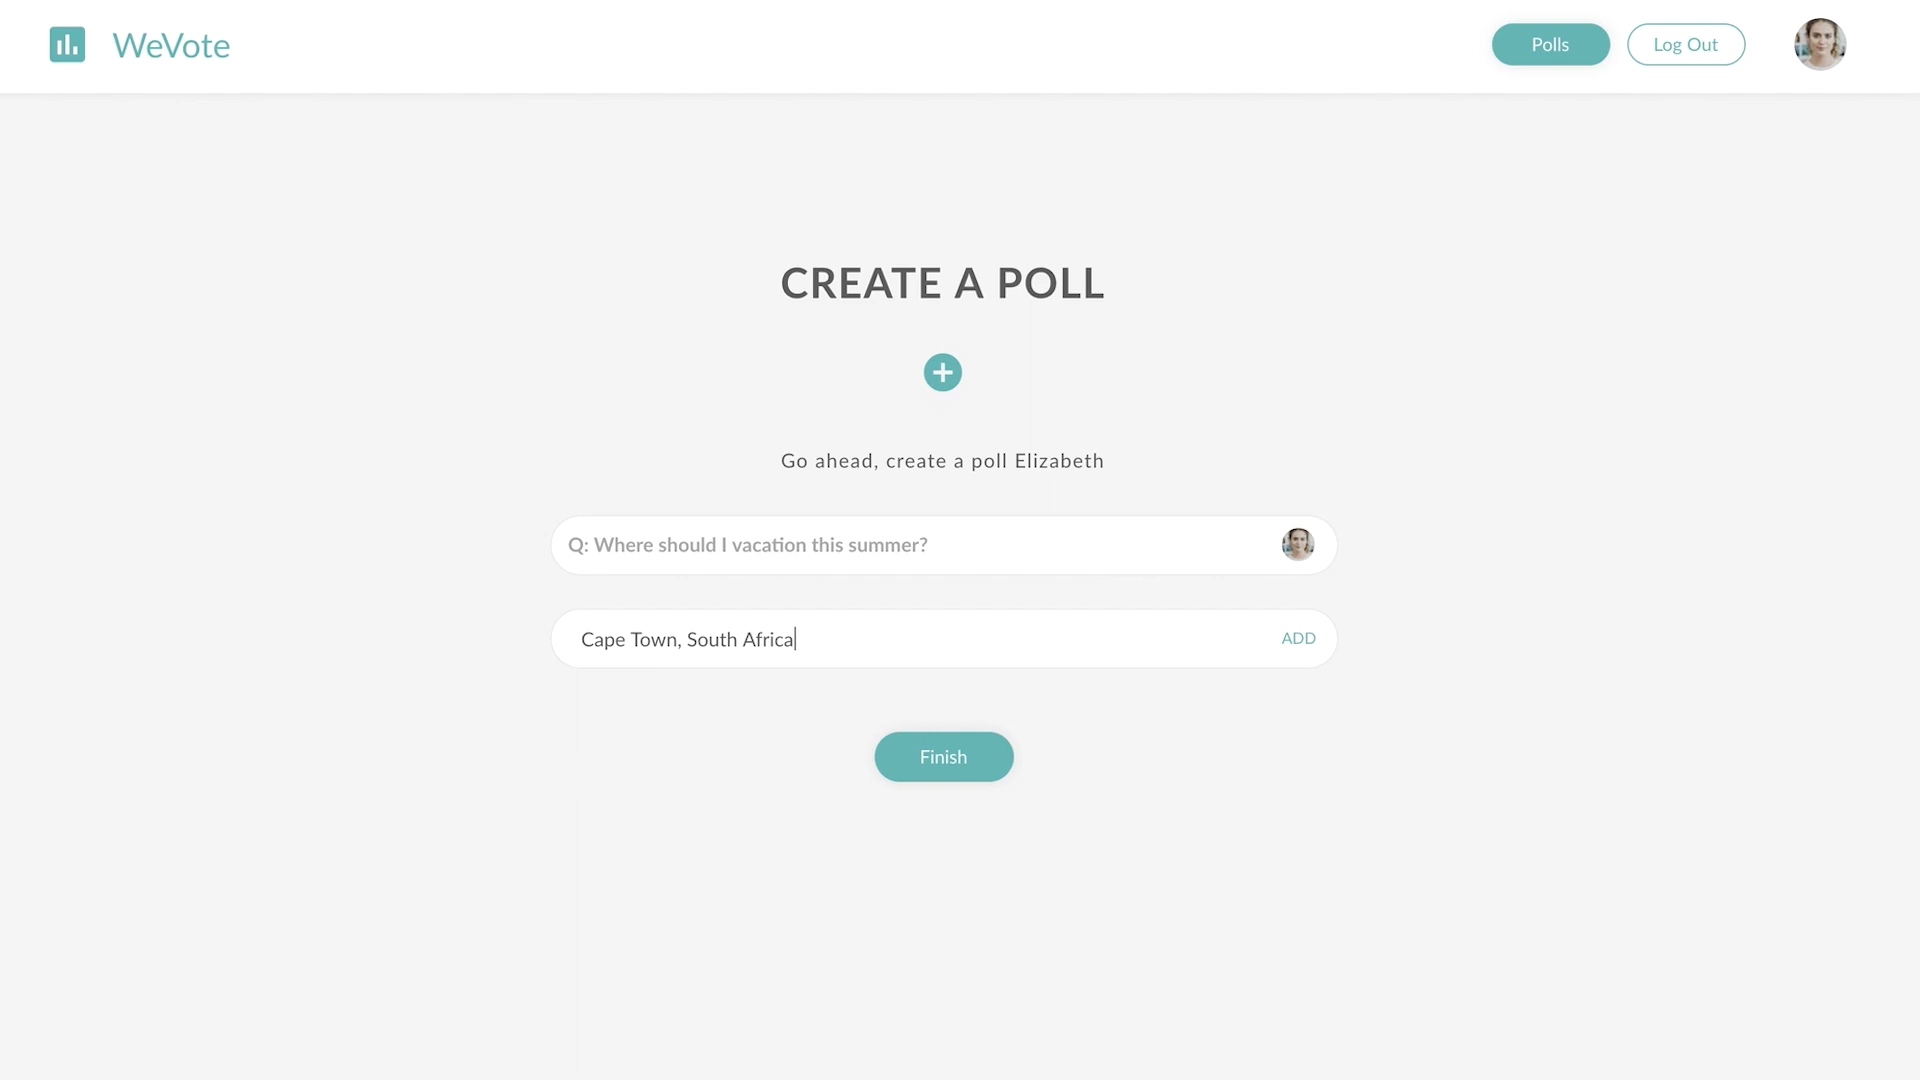 WeVote
Polls
Log Out
CREATE A POLL
Go ahead, create a poll Elizabeth
Q: Where should I vacation this summer?
Cape Town, South Africa
ADD
Finish